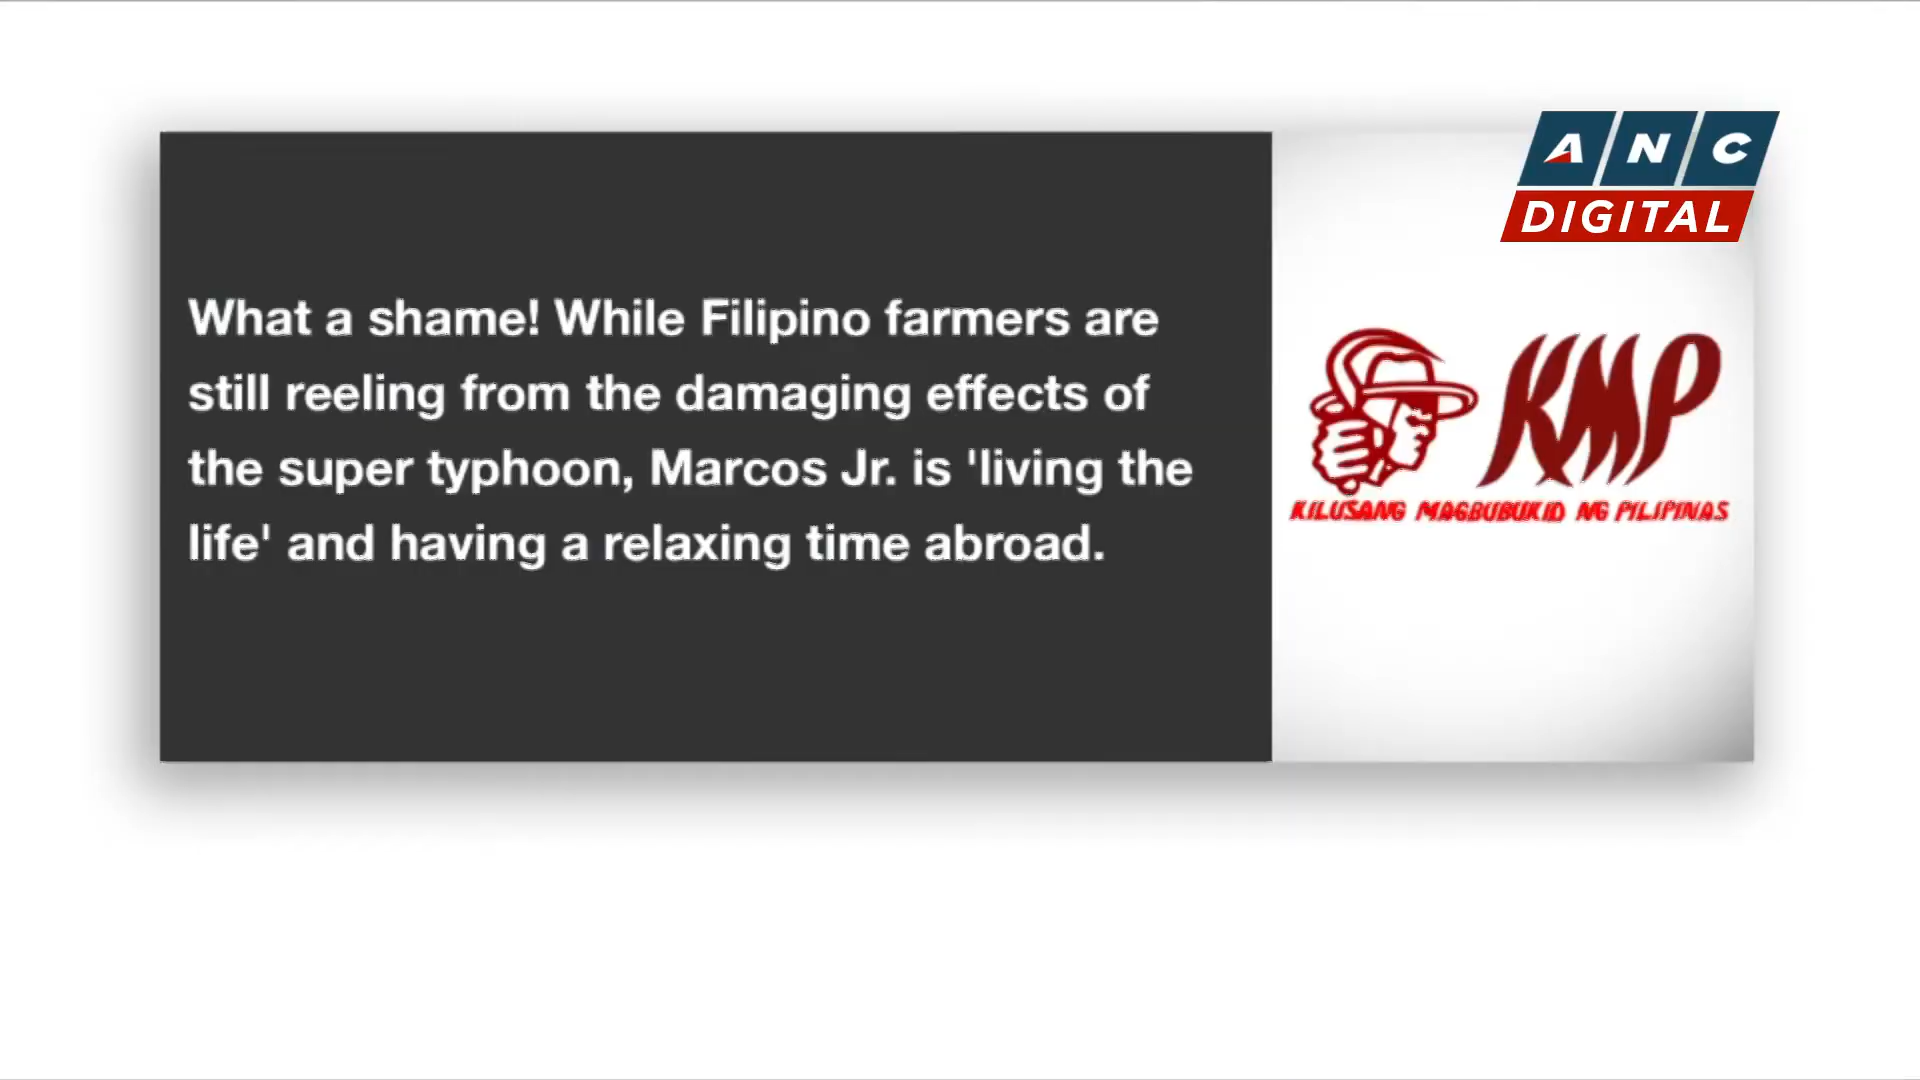 ANC
DIGITAL
What a shame! While Filipino farmers are
still reeling from the damaging effects of
the super typhoon, Marcos Jr. is 'living the
life' and having a relaxing time abroad.
KMP
KILUSANG MAGBUBUKID NG PILIPINAS